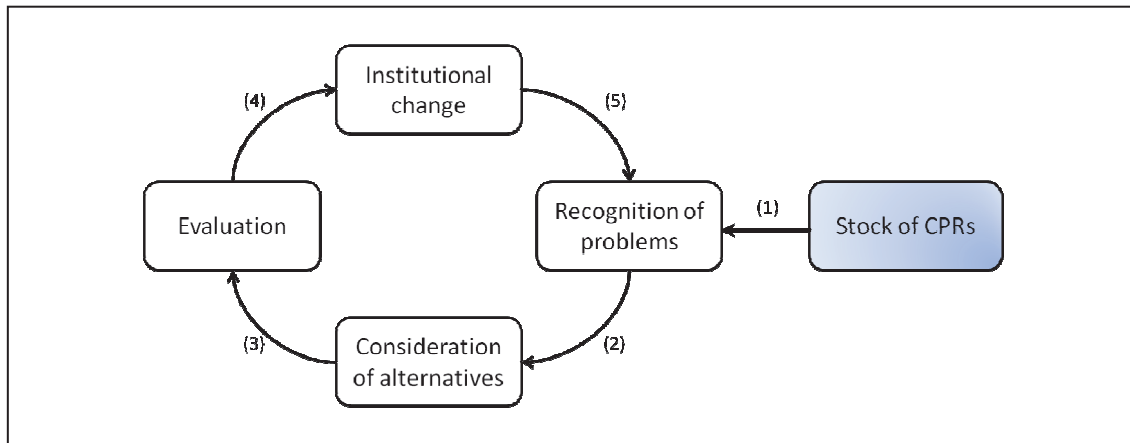 Institutional
change
(4)
(5)
Evaluation
Recognition of
problems
(1)
Stock of CPRs
(3)
(2)
Consideration
of alternatives